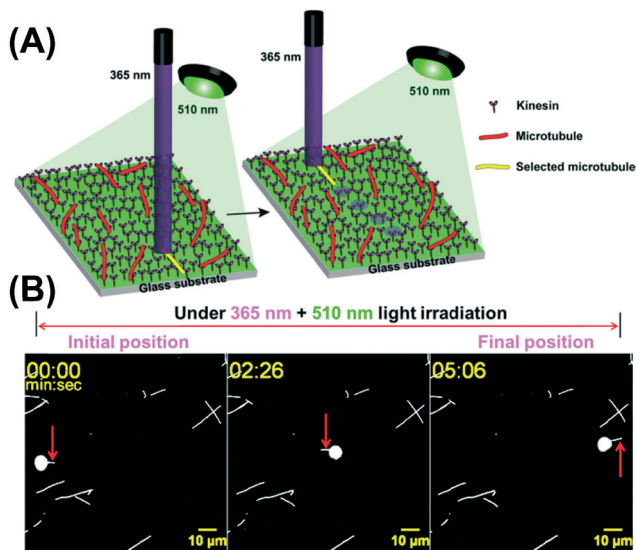 (A)
365 nm
510 nm
365 nm
510 nm
Kinesin
Microtubule
Selected microtubule
Glass substrate
Glass substrate
(B)
Under 365 nm + 510 nm light irradiation
Initial position
Final position
00:00
min:sec
02:26
05:06
10 µm
10 µm
10 µm